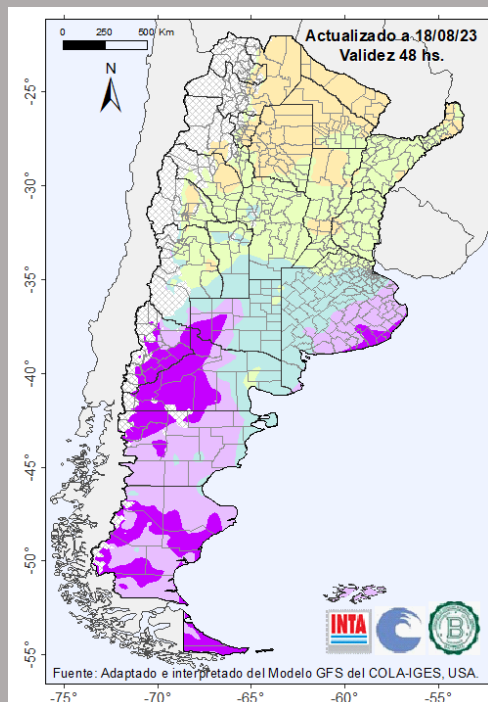 Actualizado a 18/08/23
Validez 48 hs.
0 250 500 Km
N
-25°
-30°
-35°
-40°
-45°
-50°
-55°
INTA
B
Fuente: Adaptado e interpretado del Modelo GFS del COLA-IGES, USA.
-75° -70° -65° -60° -55°